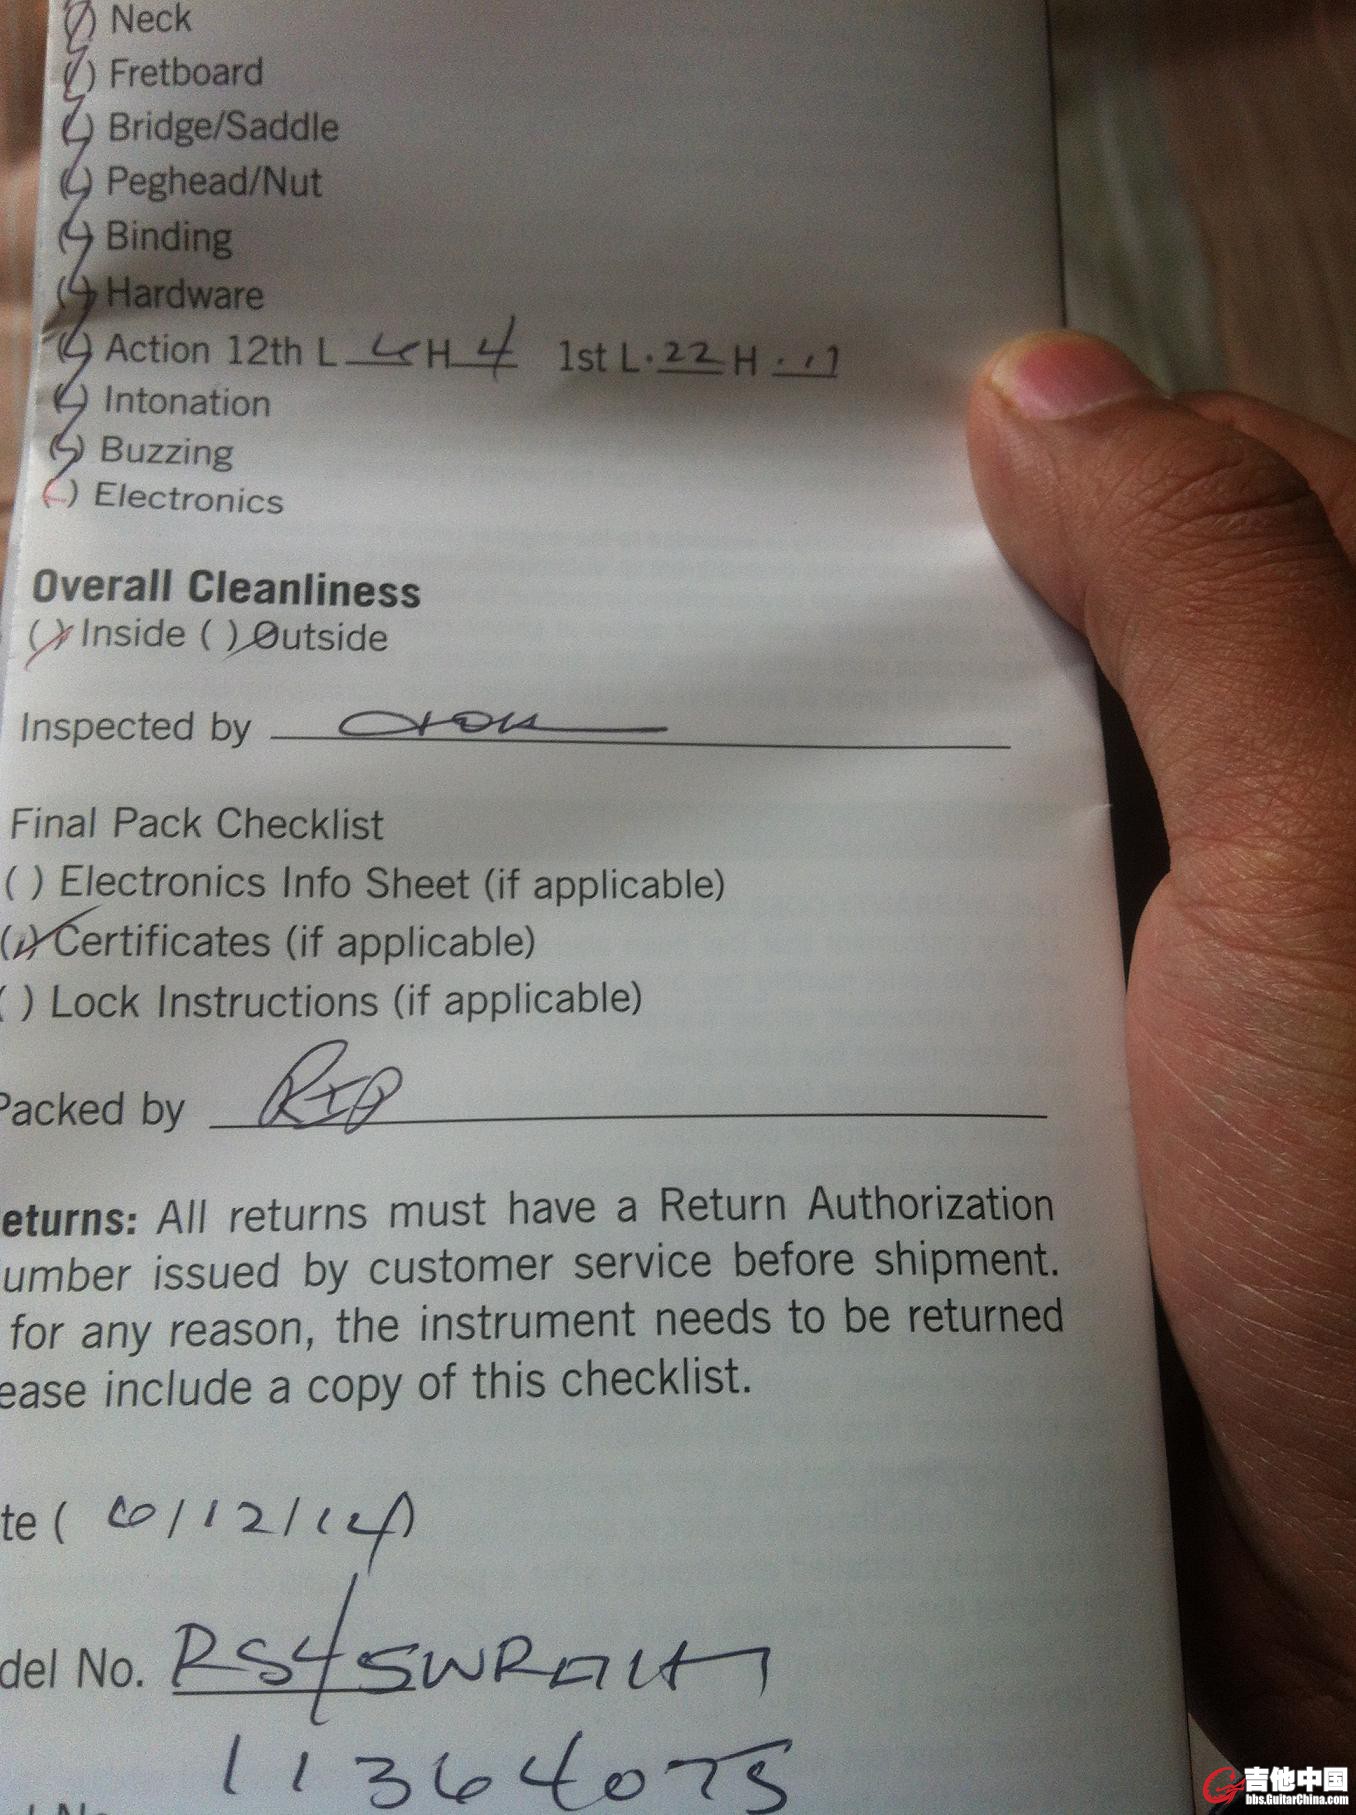 Neck
() Fretboard
() Bridge/Saddle
() Peghead/Nut
() Binding
() Hardware
() Action 12th L H 4 1st L .22 H .11
() Intonation
() Buzzing
() Electronics
Overall Cleanliness
() Inside ( ) Outside
Inspected by
Final Pack Checklist
( ) Electronics Info Sheet (if applicable)
() Certificates (if applicable)
( ) Lock Instructions (if applicable)
Packed by
eturns: All returns must have a Return Authorization
umber issued by customer service before shipment.
for any reason, the instrument needs to be returned
ease include a copy of this checklist.
te ( 10/12/14)
del No. RS4SWR
11364075
吉他中国
bbs.GuitarChina.com